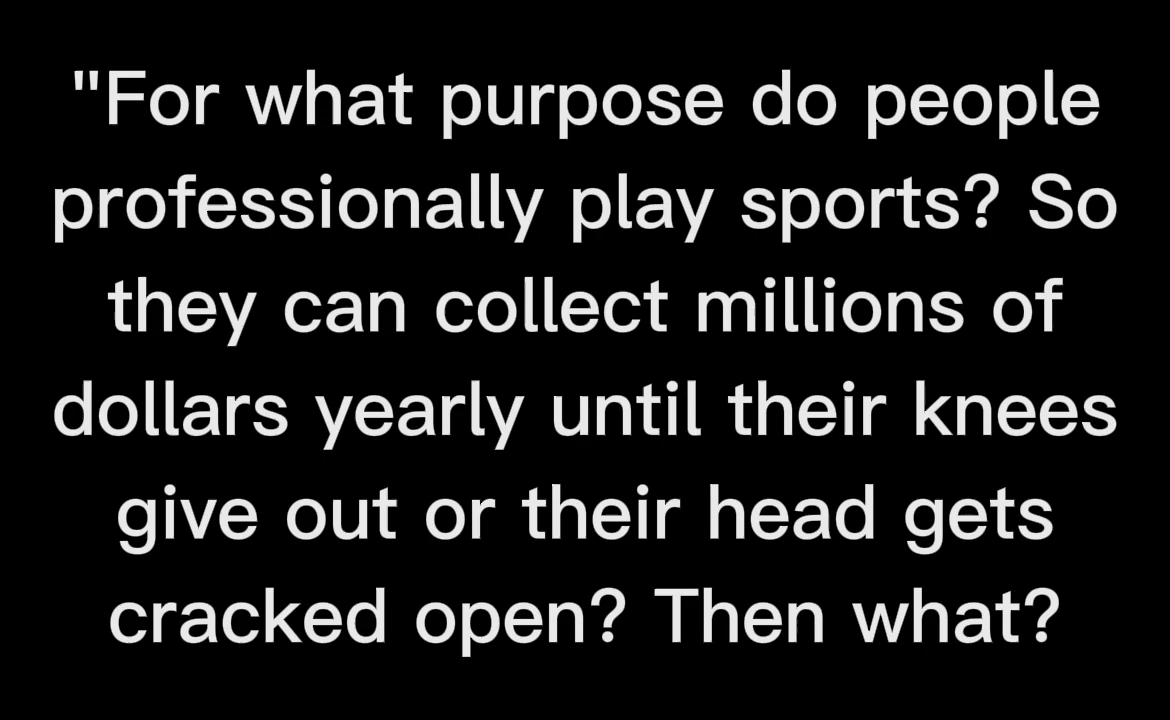 "For what purpose do people
professionally play sports? So
they can collect millions of
dollars yearly until their knees
give out or their head gets
cracked open? Then what?